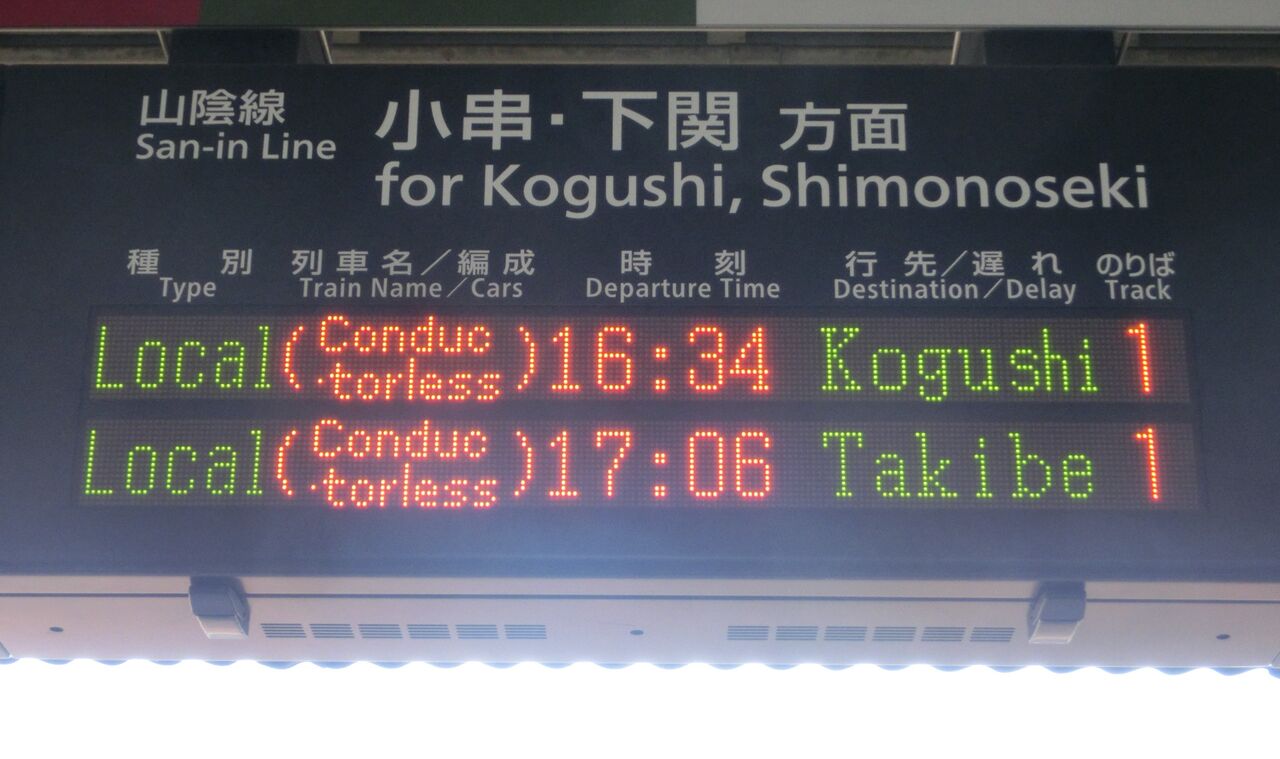 山陰線
San-in Line
小串・下関 方面
for Kogushi, Shimonoseki
種別 列車名／編成 時刻 行先／遅れ のりば
Type Train Name／Cars Departure Time Destination／Delay Track
Local (Conduc-torless) 16:34 Kogushi 1
Local (Conduc-torless) 17:06 Takibe 1